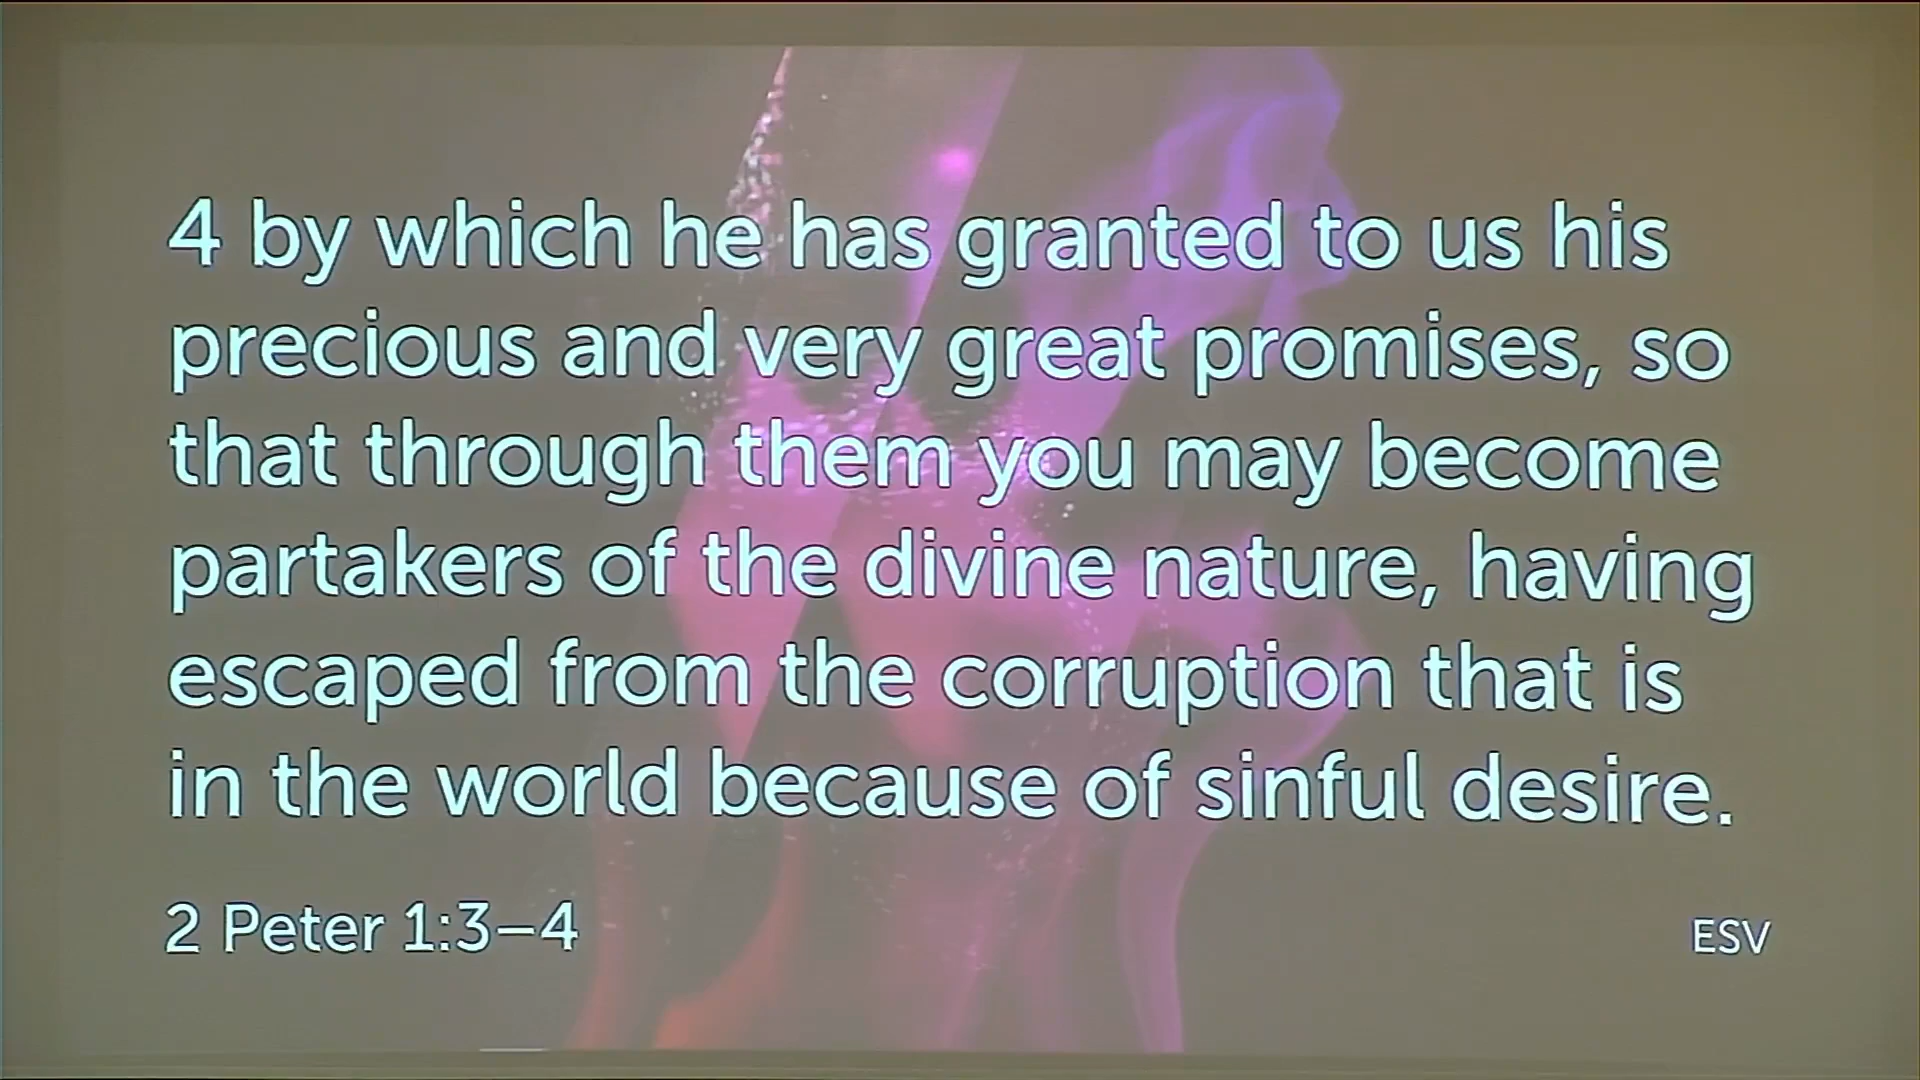 4 by which he has granted to us his
precious and very great promises, so
that through them you may become
partakers of the divine nature, having
escaped from the corruption that is
in the world because of sinful desire.
2 Peter 1:3–4
ESV